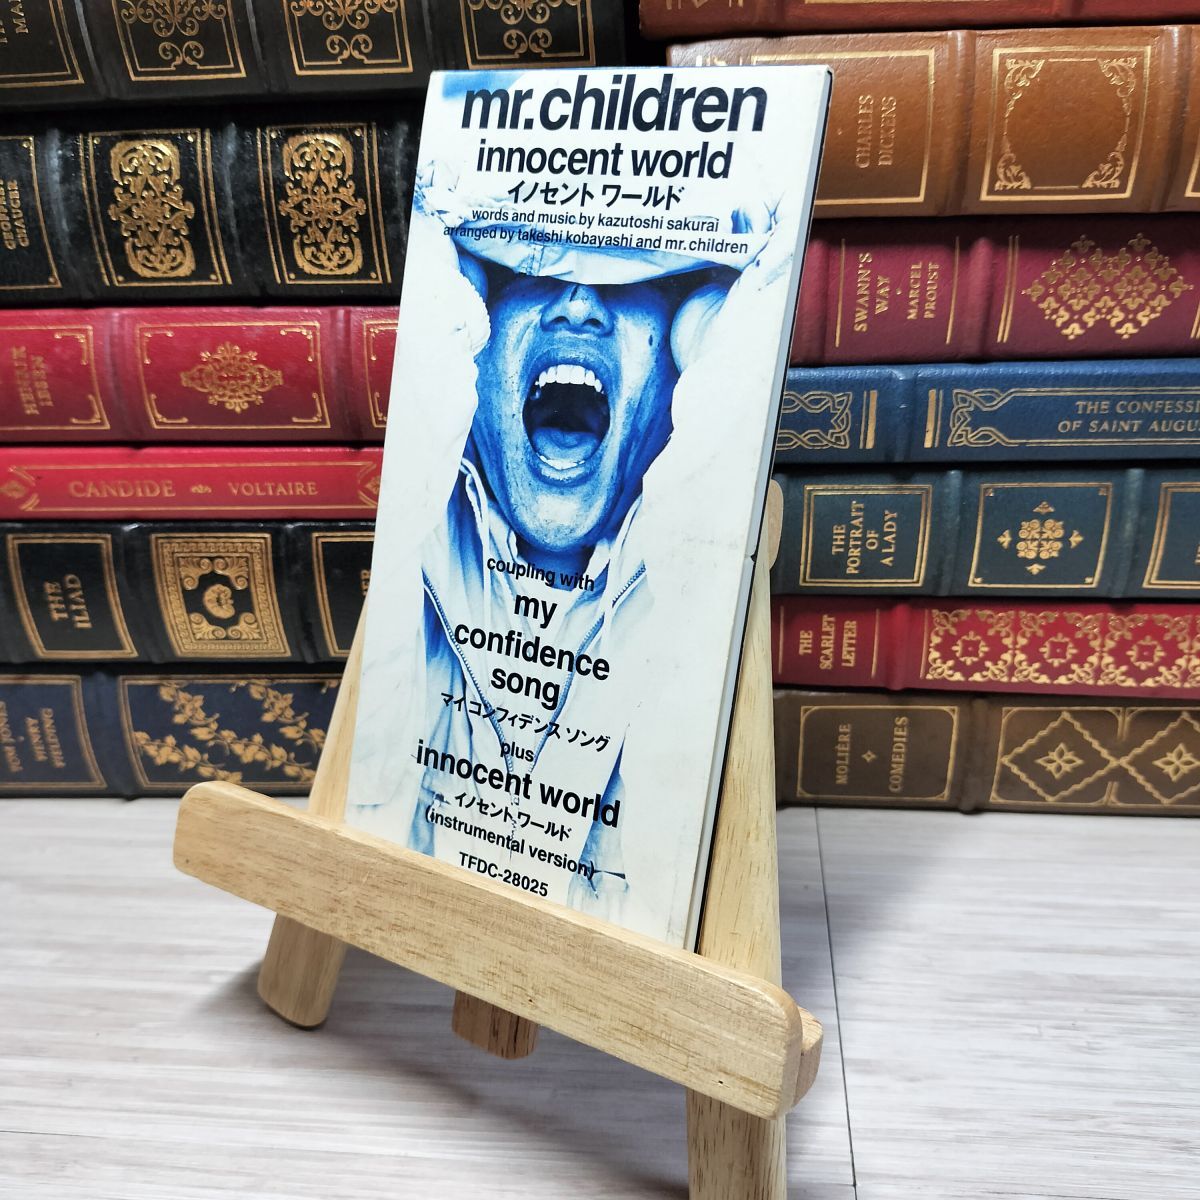 mr.children
innocent world
イノセント ワールド
words and music by kazutoshi sakurai
arranged by takeshi kobayashi and mr.children
coupling with
my
confidence
song
マイ コンフィデンス ソング
plus
innocent world
イノセント ワールド
(instrumental version)
TFDC-28025
GEOFFREY
CHAUCER
HENRIK
IBSEN
CANDIDE
VOLTAIRE
THE
ILIAD
TOM JONES
HENRY
FIELDING
CHARLES
DICKENS
SWANN'S
WAY
MARCEL
PROUST
THE CONFESS
OF SAINT AUGU
THE
PORTRAIT
OF
A LADY
THE
SCARLET
LETTER
MOLIÈRE
COMEDIES